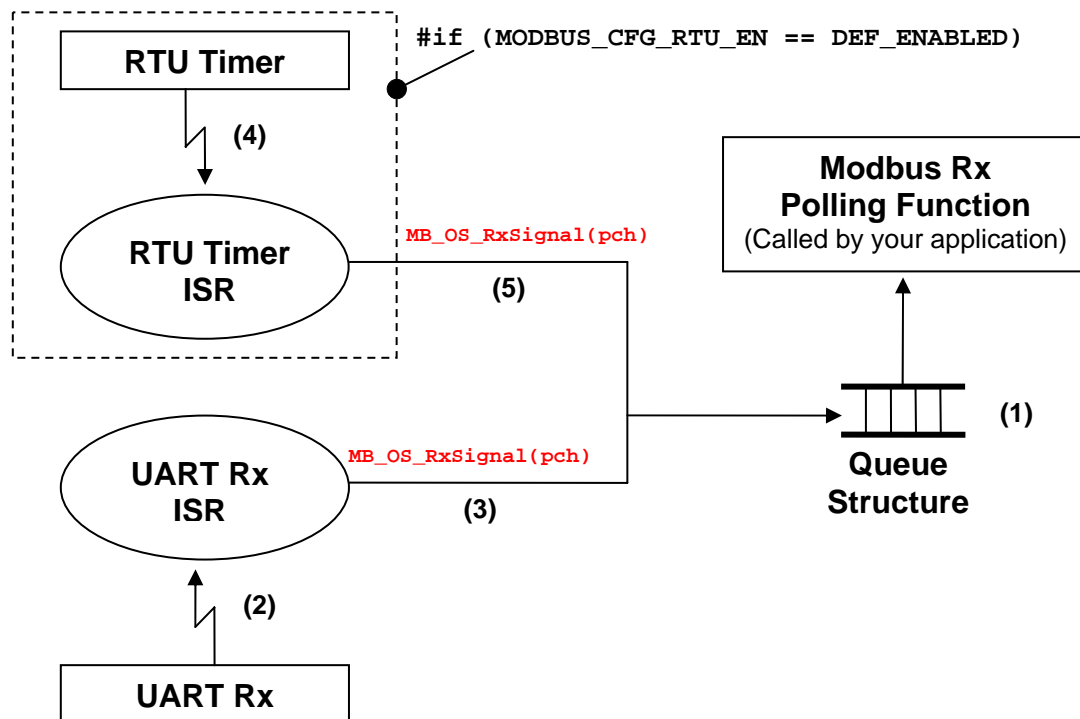 #if (MODBUS_CFG_RTU_EN == DEF_ENABLED)
RTU Timer
(4)
RTU Timer
ISR
MB_OS_RxSignal(pch)
(5)
Modbus Rx
Polling Function
(Called by your application)
(1)
Queue
Structure
UART Rx
ISR
MB_OS_RxSignal(pch)
(3)
(2)
UART Rx